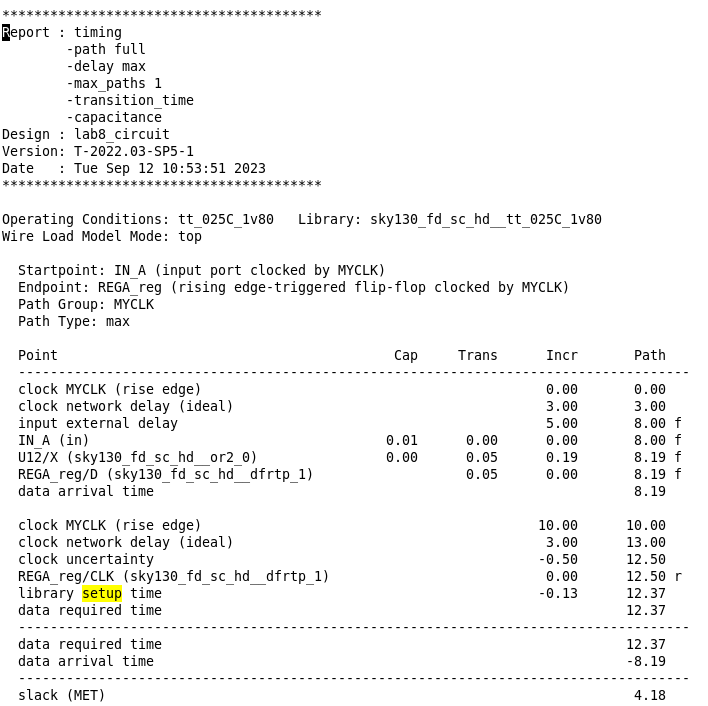 ****************************************
Report : timing
        -path full
        -delay max
        -max_paths 1
        -transition_time
        -capacitance
Design : lab8_circuit
Version: T-2022.03-SP5-1
Date   : Tue Sep 12 10:53:51 2023
****************************************

Operating Conditions: tt_025C_1v80   Library: sky130_fd_sc_hd__tt_025C_1v80
Wire Load Model Mode: top

  Startpoint: IN_A (input port clocked by MYCLK)
  Endpoint: REGA_reg (rising edge-triggered flip-flop clocked by MYCLK)
  Path Group: MYCLK
  Path Type: max

  Point                                          Cap     Trans      Incr       Path
  ------------------------------------------------------------------------------------
  clock MYCLK (rise edge)                                           0.00       0.00
  clock network delay (ideal)                                       3.00       3.00
  input external delay                                              5.00       8.00 f
  IN_A (in)                                     0.01      0.00      0.00       8.00 f
  U12/X (sky130_fd_sc_hd__or2_0)                0.00      0.05      0.19       8.19 f
  REGA_reg/D (sky130_fd_sc_hd__dfrtp_1)                   0.05      0.00       8.19 f
  data arrival time                                                            8.19

  clock MYCLK (rise edge)                                          10.00      10.00
  clock network delay (ideal)                                       3.00      13.00
  clock uncertainty                                                -0.50      12.50
  REGA_reg/CLK (sky130_fd_sc_hd__dfrtp_1)                           0.00      12.50 r
  library setup time                                               -0.13      12.37
  data required time                                                          12.37
  ------------------------------------------------------------------------------------
  data required time                                                          12.37
  data arrival time                                                           -8.19
  ------------------------------------------------------------------------------------
  slack (MET)                                                                  4.18